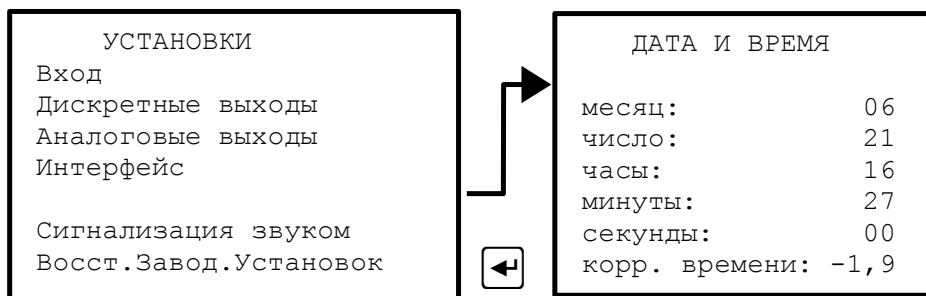 УСТАНОВКИ
Вход
Дискретные выходы
Аналоговые выходы
Интерфейс
Сигнализация звуком
Восст.Завод.Установок
ДАТА И ВРЕМЯ
месяц: 06
число: 21
часы: 16
минуты: 27
секунды: 00
корр. времени: -1,9